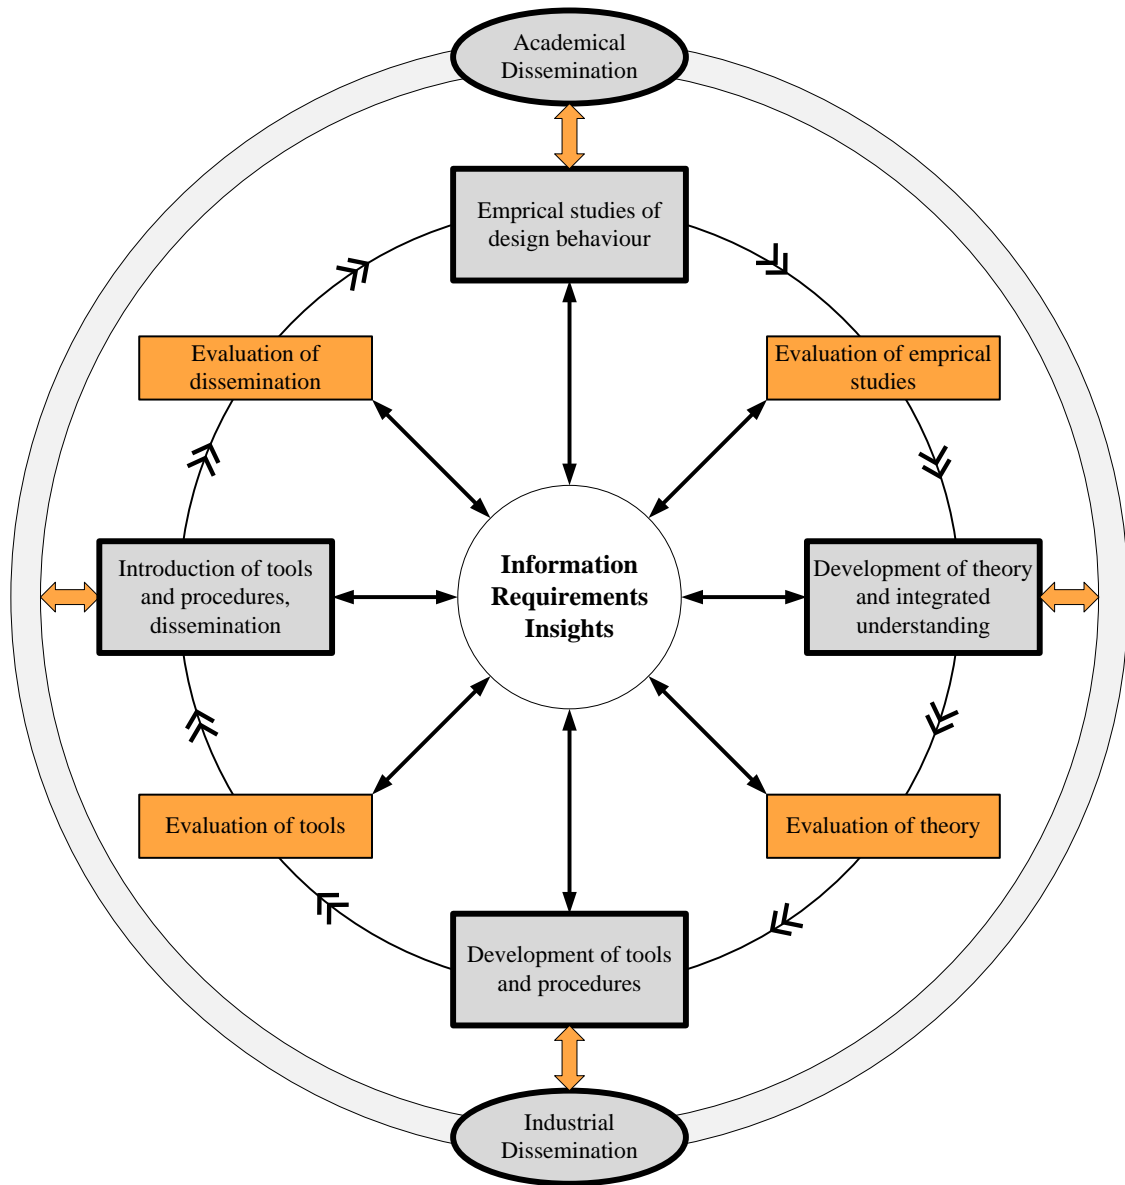 Academical
Dissemination
Emprical studies of
design behaviour
Evaluation of
dissemination
Evaluation of emprical
studies
Introduction of tools
and procedures,
dissemination
Information
Requirements
Insights
Development of theory
and integrated
understanding
Evaluation of tools
Evaluation of theory
Development of tools
and procedures
Industrial
Dissemination